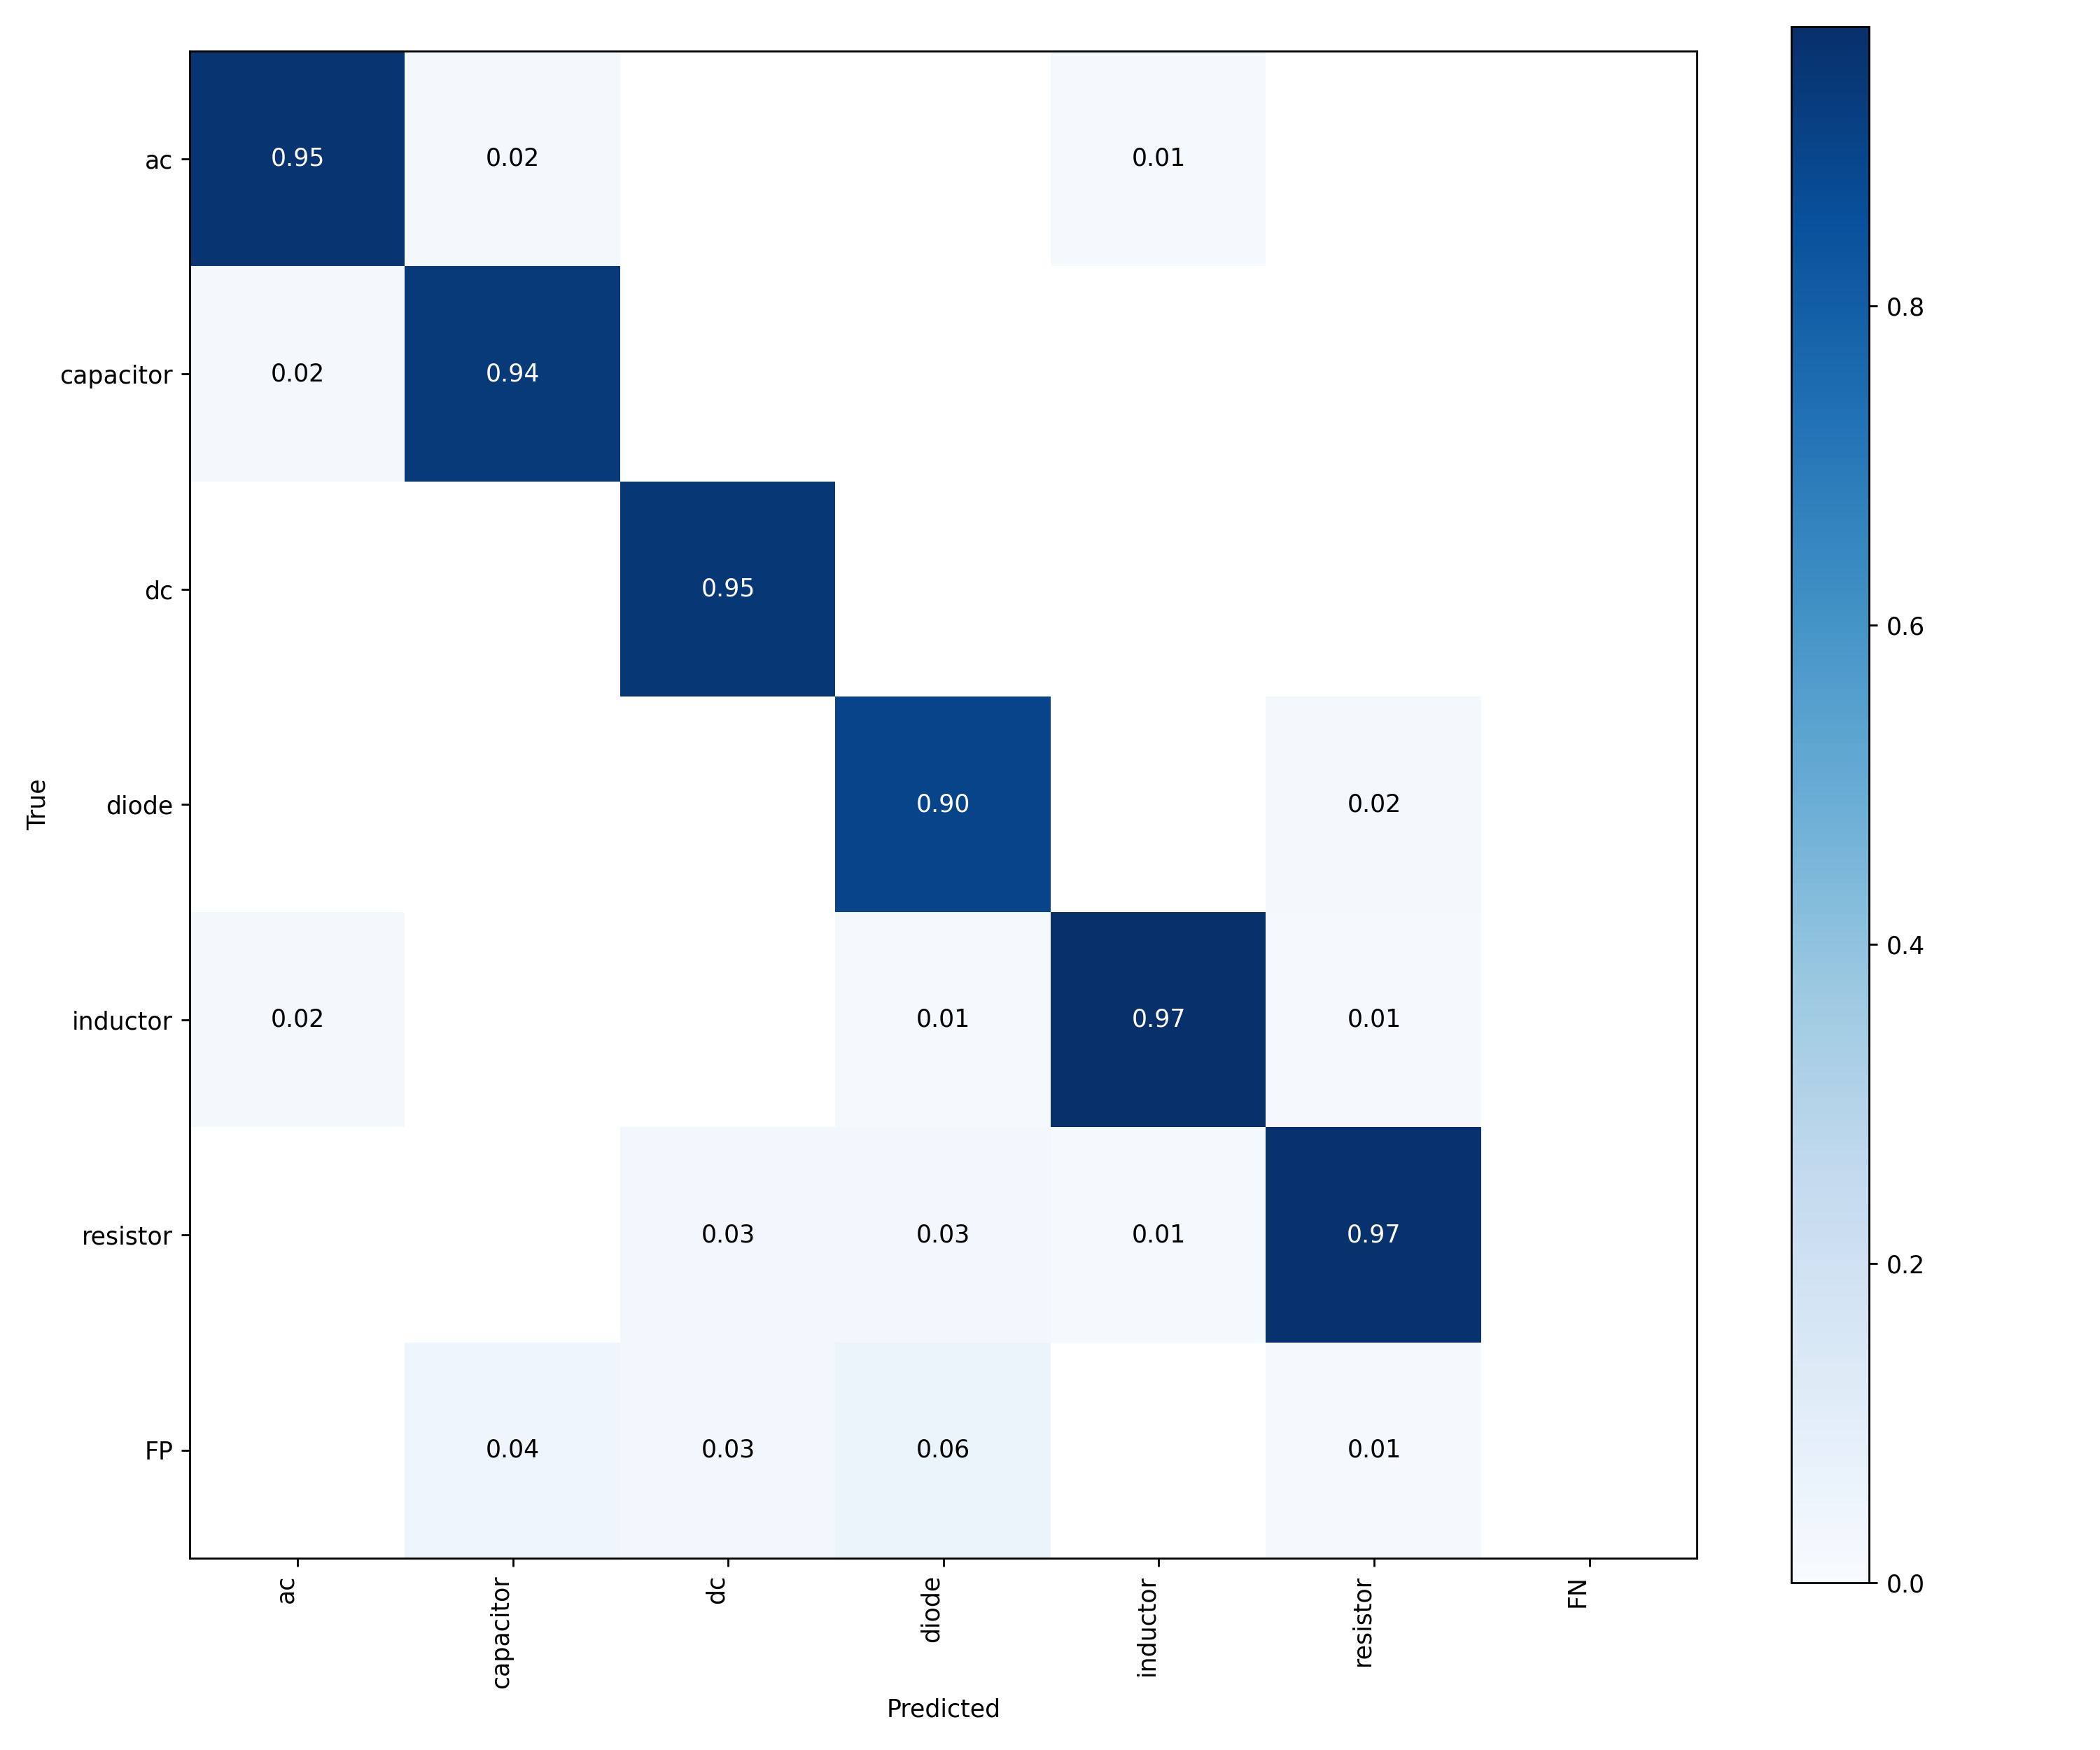 ac 0.95 0.02 0.01
capacitor 0.02 0.94
dc 0.95
diode 0.90 0.02
inductor 0.02 0.01 0.97 0.01
resistor 0.03 0.03 0.01 0.97
FP 0.04 0.03 0.06 0.01
True
ac capacitor dc diode inductor resistor FN
Predicted
0.8
0.6
0.4
0.2
0.0